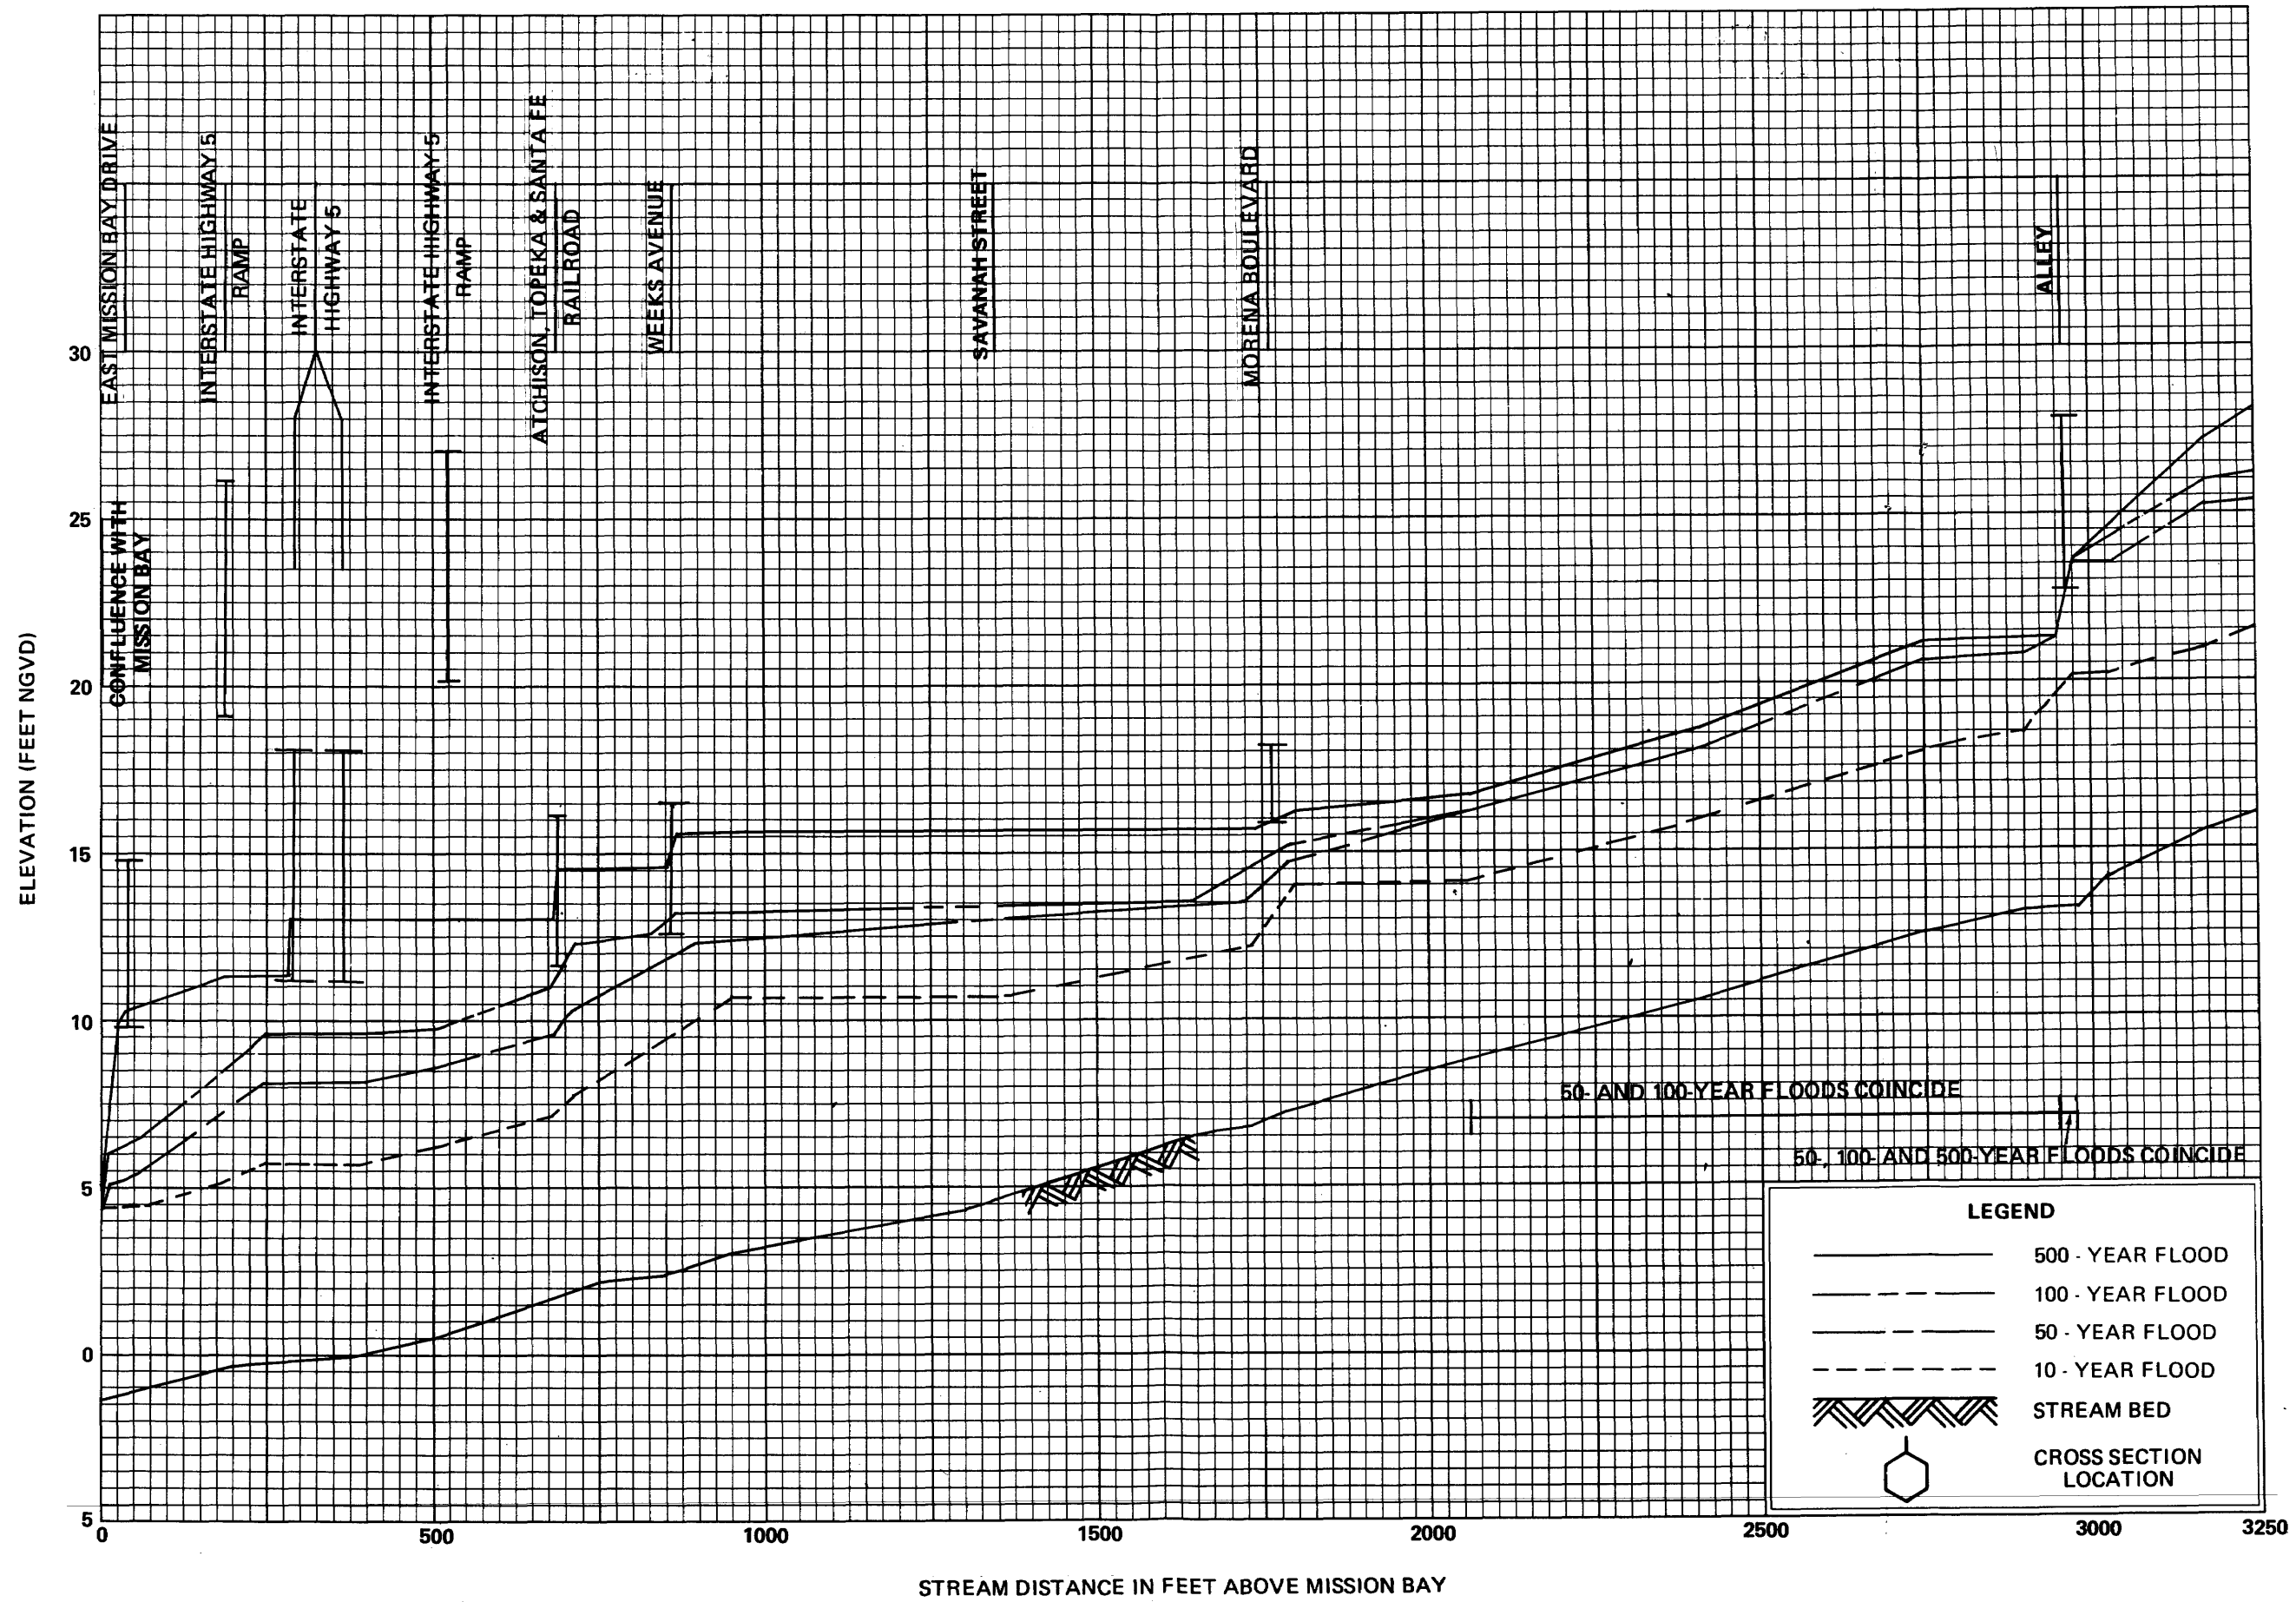 EAST MISSION BAY DRIVE
INTERSTATE HIGHWAY 5
RAMP
INTERSTATE
HIGHWAY 5
INTERSTATE HIGHWAY 5
RAMP
ATCHISON, TOPEKA & SANTA FE
RAILROAD
WEEKS AVENUE
SAVANAH STREET
MORENA BOULEVARD
ALLEY
CONFLUENCE WITH
MISSION BAY
ELEVATION (FEET NGVD)
30
25
20
15
10
5
0
5
50- AND 100-YEAR FLOODS COINCIDE
50-, 100- AND 500-YEAR FLOODS COINCIDE
LEGEND
500 - YEAR FLOOD
100 - YEAR FLOOD
50 - YEAR FLOOD
10 - YEAR FLOOD
STREAM BED
CROSS SECTION
LOCATION
0 500 1000 1500 2000 2500 3000 3250
STREAM DISTANCE IN FEET ABOVE MISSION BAY